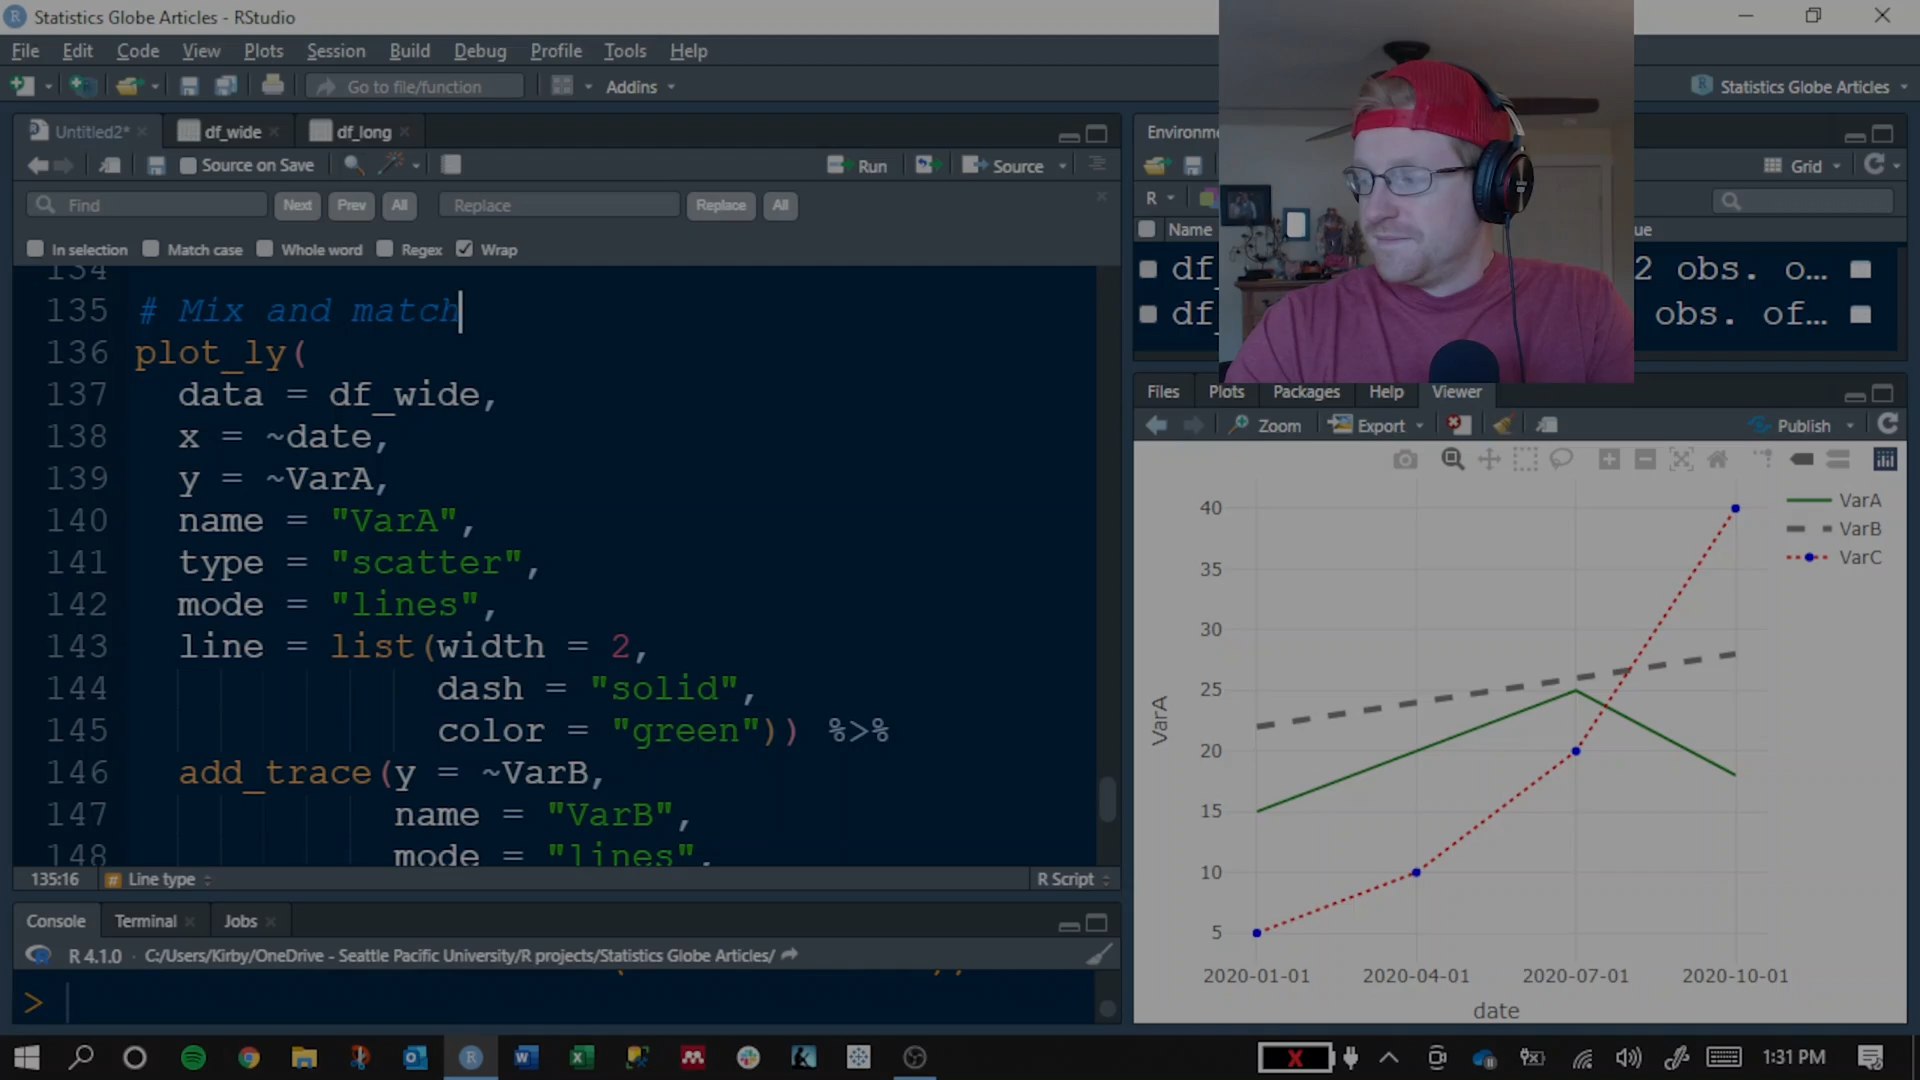 Statistics Globe Articles - RStudio
File Edit Code View Plots Session Build Debug Profile Tools Help
Go to file/function Addins Statistics Globe Articles
Untitled2* df_wide df_long
Source on Save Run Source
Find Next Prev All Replace Replace All
In selection Match case Whole word Regex Wrap
134
135 # Mix and match
136 plot_ly(
137 data = df_wide,
138 x = ~date,
139 y = ~VarA,
140 name = "VarA",
141 type = "scatter",
142 mode = "lines",
143 line = list(width = 2,
144 dash = "solid",
145 color = "green")) %>%
146 add_trace(y = ~VarB,
147 name = "VarB",
148 mode = "lines",
135:16 # Line type R Script
Console Terminal Jobs
R 4.1.0 · C:/Users/Kirby/OneDrive - Seattle Pacific University/R projects/Statistics Globe Articles/
>
Grid
R
Name
2 obs. o...
obs. of...
Files Plots Packages Help Viewer
Zoom Export Publish
VarA
VarB
VarC
40
35
30
25
20
15
10
5
VarA
2020-01-01 2020-04-01 2020-07-01 2020-10-01
date
1:31 PM